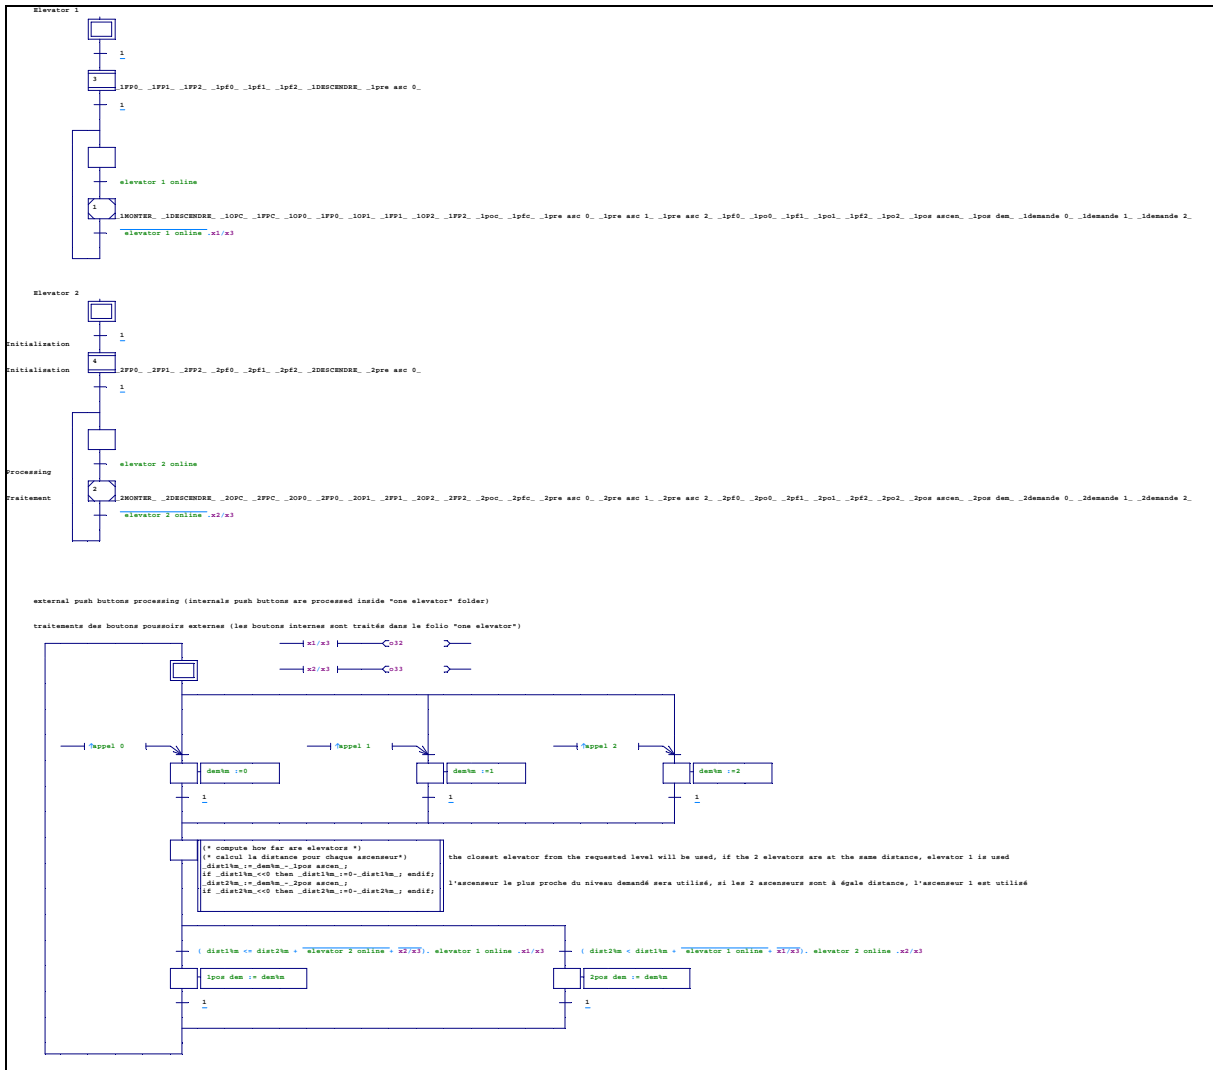 Elevator 1
1
3
_1FP0_ _1FP1_ _1FP2_ _1pf0_ _1pf1_ _1pf2_ _1DESCENDRE_ _1pre asc 0_
1
elevator 1 online
1
_1MONTER_ _1DESCENDRE_ _1OPC_ _1FPC_ _1OP0_ _1FP0_ _1OP1_ _1FP1_ _1OP2_ _1FP2_ _1poc_ _1pfc_ _1pre asc 0_ _1pre asc 1_ _1pre asc 2_ _1pf0_ _1po0_ _1pf1_ _1po1_ _1pf2_ _1po2_ _1pos ascen_ _1pos dem_ _1demande 0_ _1demande 1_ _1demande 2_
elevator 1 online .x1/x3
Elevator 2
1
Initialization
4
Initialisation
_2FP0_ _2FP1_ _2FP2_ _2pf0_ _2pf1_ _2pf2_ _2DESCENDRE_ _2pre asc 0_
1
elevator 2 online
Processing
2
Traitement
_2MONTER_ _2DESCENDRE_ _2OPC_ _2FPC_ _2OP0_ _2FP0_ _2OP1_ _2FP1_ _2OP2_ _2FP2_ _2poc_ _2pfc_ _2pre asc 0_ _2pre asc 1_ _2pre asc 2_ _2pf0_ _2po0_ _2pf1_ _2po1_ _2pf2_ _2po2_ _2pos ascen_ _2pos dem_ _2demande 0_ _2demande 1_ _2demande 2_
elevator 2 online .x2/x3
external push buttons processing (internals push buttons are processed inside "one elevator" folder)
traitements des boutons poussoirs externes (les boutons internes sont traités dans le folio "one elevator")
x1/x3 o32
x2/x3 o33
↑appel 0 ↑appel 1 ↑appel 2
dem%m :=0 dem%m :=1 dem%m :=2
1 1 1
(* compute how far are elevators *)
(* calcul la distance pour chaque ascenseur*)
_dist1%m_:=_dem%m_-_1pos ascen_;
if _dist1%m_<<0 then _dist1%m_:=0-_dist1%m_; endif;
_dist2%m_:=_dem%m_-_2pos ascen_;
if _dist2%m_<<0 then _dist2%m_:=0-_dist2%m_; endif;
the closest elevator from the requested level will be used, if the 2 elevators are at the same distance, elevator 1 is used
l'ascenseur le plus proche du niveau demandé sera utilisé, si les 2 ascenseurs sont à égale distance, l'ascenseur 1 est utilisé
( dist1%m <= dist2%m + elevator 2 online + x2/x3). elevator 1 online .x1/x3
( dist2%m < dist1%m + elevator 1 online + x1/x3). elevator 2 online .x2/x3
1pos dem := dem%m 2pos dem := dem%m
1 1